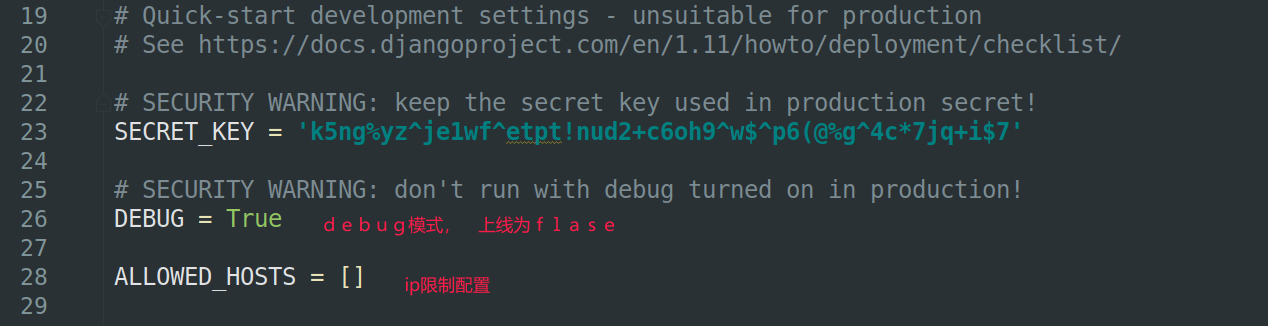 19 # Quick-start development settings - unsuitable for production
20 # See https://docs.djangoproject.com/en/1.11/howto/deployment/checklist/
21
22 # SECURITY WARNING: keep the secret key used in production secret!
23 SECRET_KEY = 'k5ng%yz^je1wf^etpt!nud2+c6oh9^w$^p6(@%g^4c*7jq+i$7'
24
25 # SECURITY WARNING: don't run with debug turned on in production!
26 DEBUG = True debug模式， 上线为flase
27
28 ALLOWED_HOSTS = [] ip限制配置
29